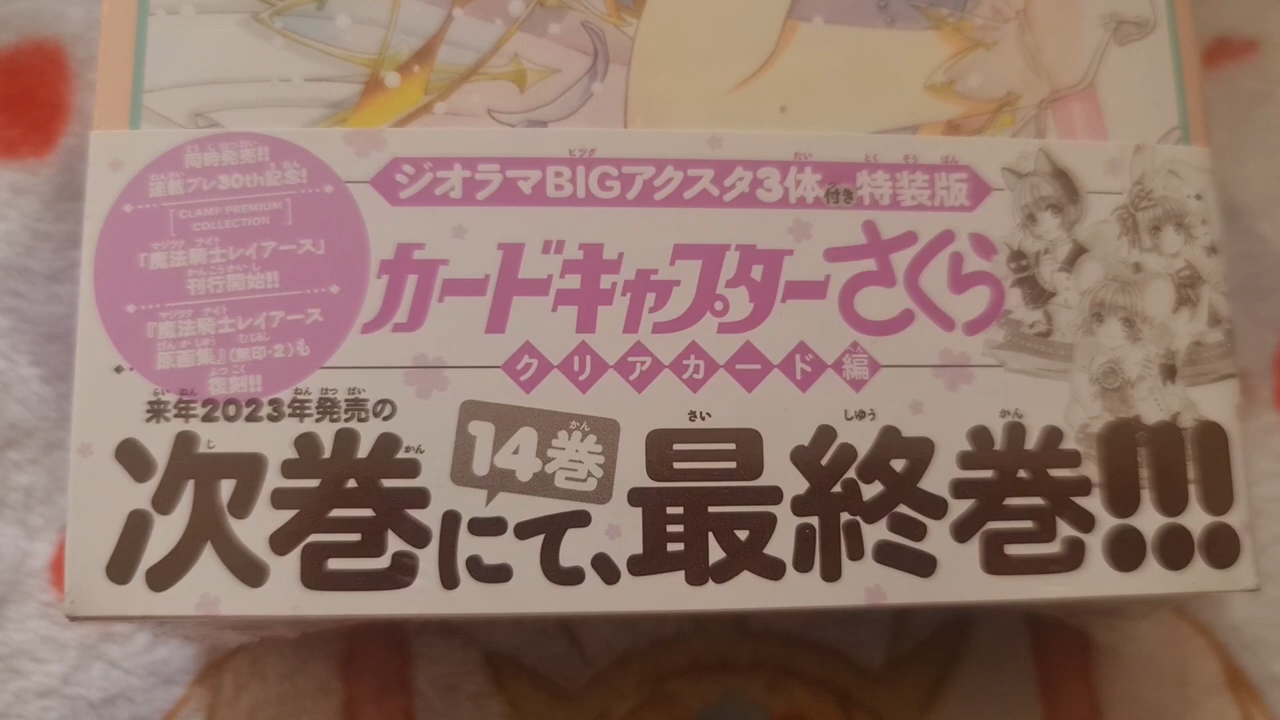 同時発売!!
連載プレ30th記念!
CLAMP PREMIUM
COLLECTION
『魔法騎士レイアース』
刊行開始!!
『魔法騎士レイアース
原画集』(無印・2)も
復刻!!
ジオラマBIGアクスタ3体付き特装版
カードキャプターさくら
クリアカード編
来年2023年発売の
次巻14巻にて、最終巻!!!